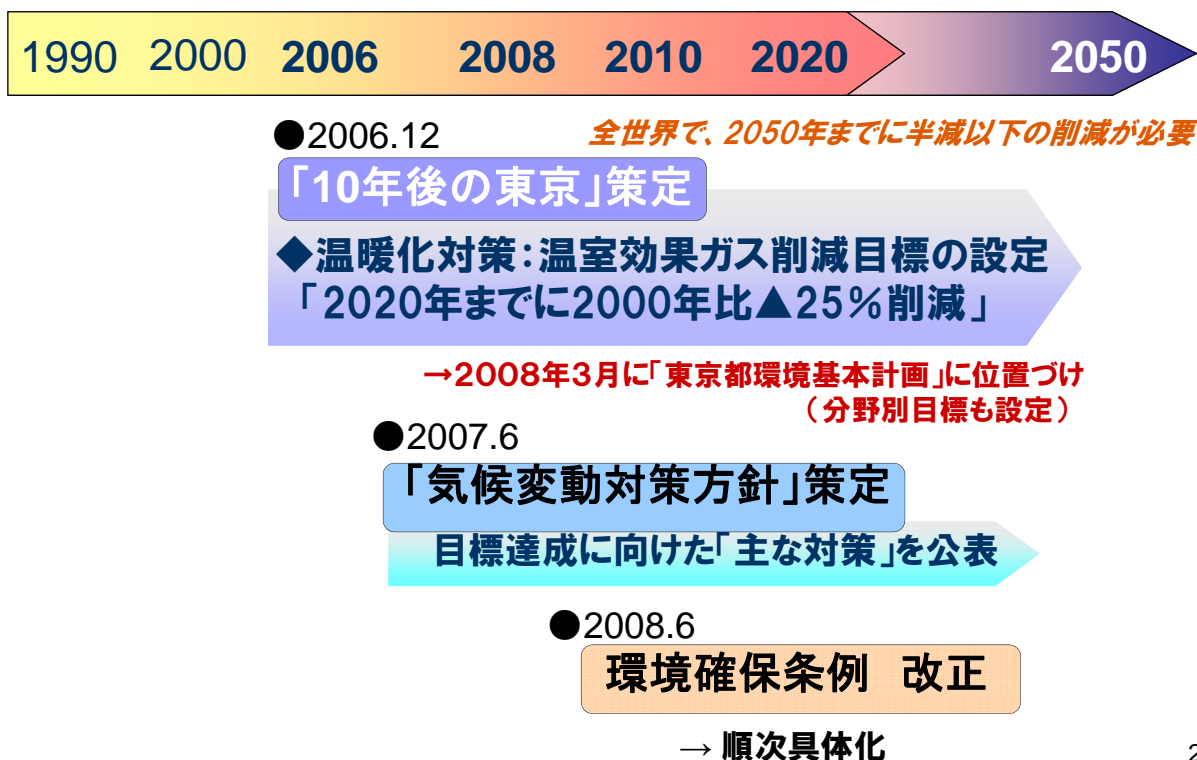 1990 2000 2006 2008 2010 2020 2050
●2006.12
全世界で、2050年までに半減以下の削減が必要
「10年後の東京」策定
◆温暖化対策:温室効果ガス削減目標の設定
「2020年までに2000年比▲25%削減」
→2008年3月に「東京都環境基本計画」に位置づけ
(分野別目標も設定)
●2007.6
「気候変動対策方針」策定
目標達成に向けた「主な対策」を公表
●2008.6
環境確保条例 改正
→ 順次具体化
2